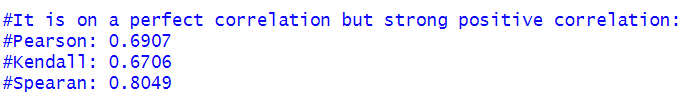 #It is on a perfect correlation but strong positive correlation:
#Pearson: 0.6907
#Kendall: 0.6706
#Spearan: 0.8049